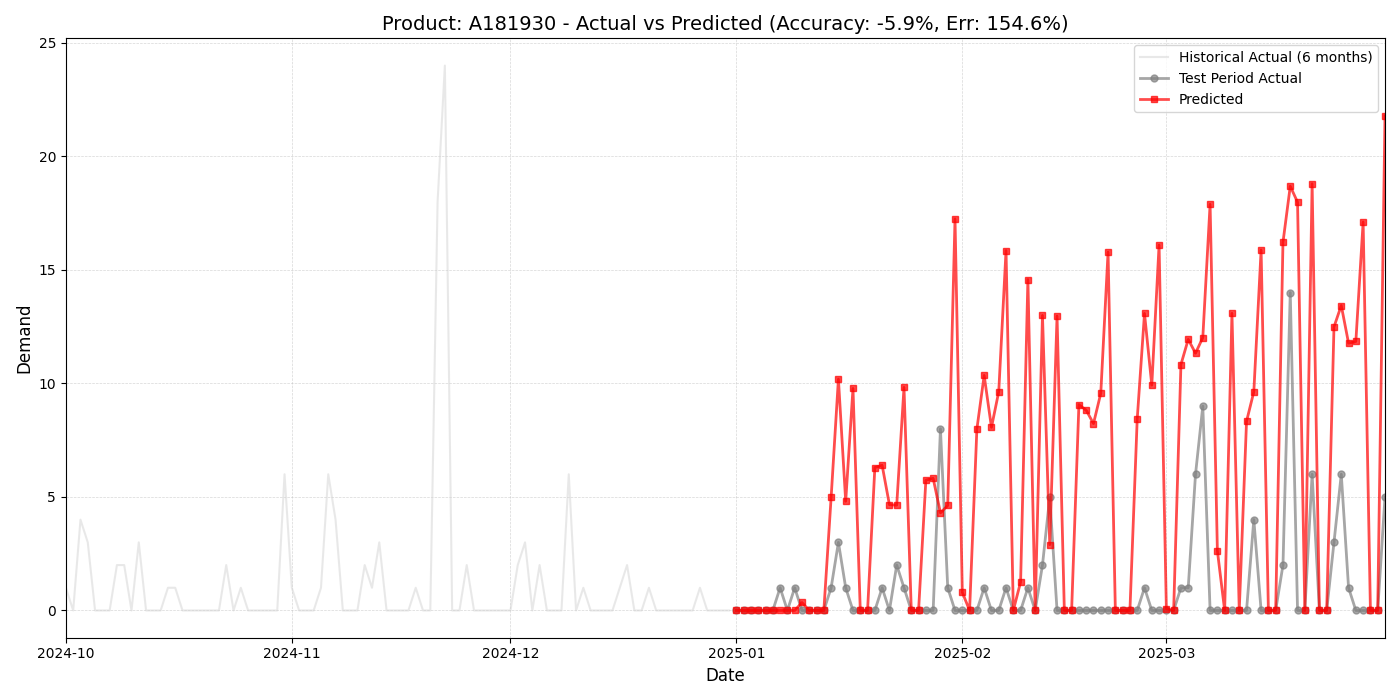 Product: A181930 - Actual vs Predicted (Accuracy: -5.9%, Err: 154.6%)
Historical Actual (6 months)
Test Period Actual
Predicted
25
20
15
10
5
0
Demand
2024-10
2024-11
2024-12
2025-01
2025-02
2025-03
Date